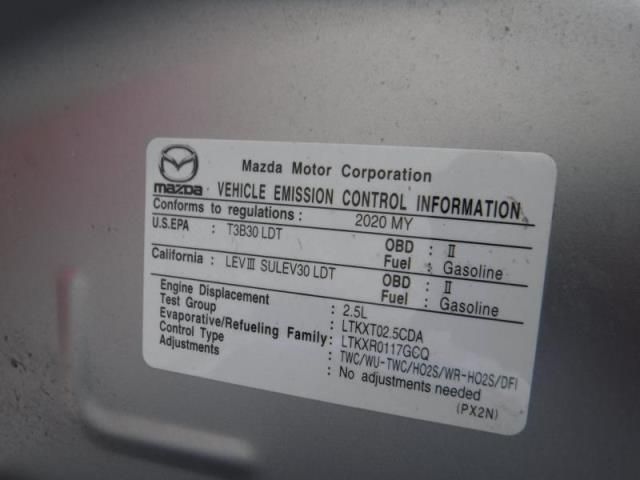 Mazda Motor Corporation
mazda VEHICLE EMISSION CONTROL INFORMATION
Conforms to regulations : 2020 MY
U.S.EPA : T3B30 LDT OBD : II
Fuel : Gasoline
California : LEVIII SULEV30 LDT OBD : II
Fuel : Gasoline
Engine Displacement : 2.5L
Test Group : LTKXT02.5CDA
Evaporative/Refueling Family: LTKXR0117GCQ
Control Type : TWC/WU-TWC/HO2S/WR-HO2S/DFI
Adjustments : No adjustments needed
(PX2N)